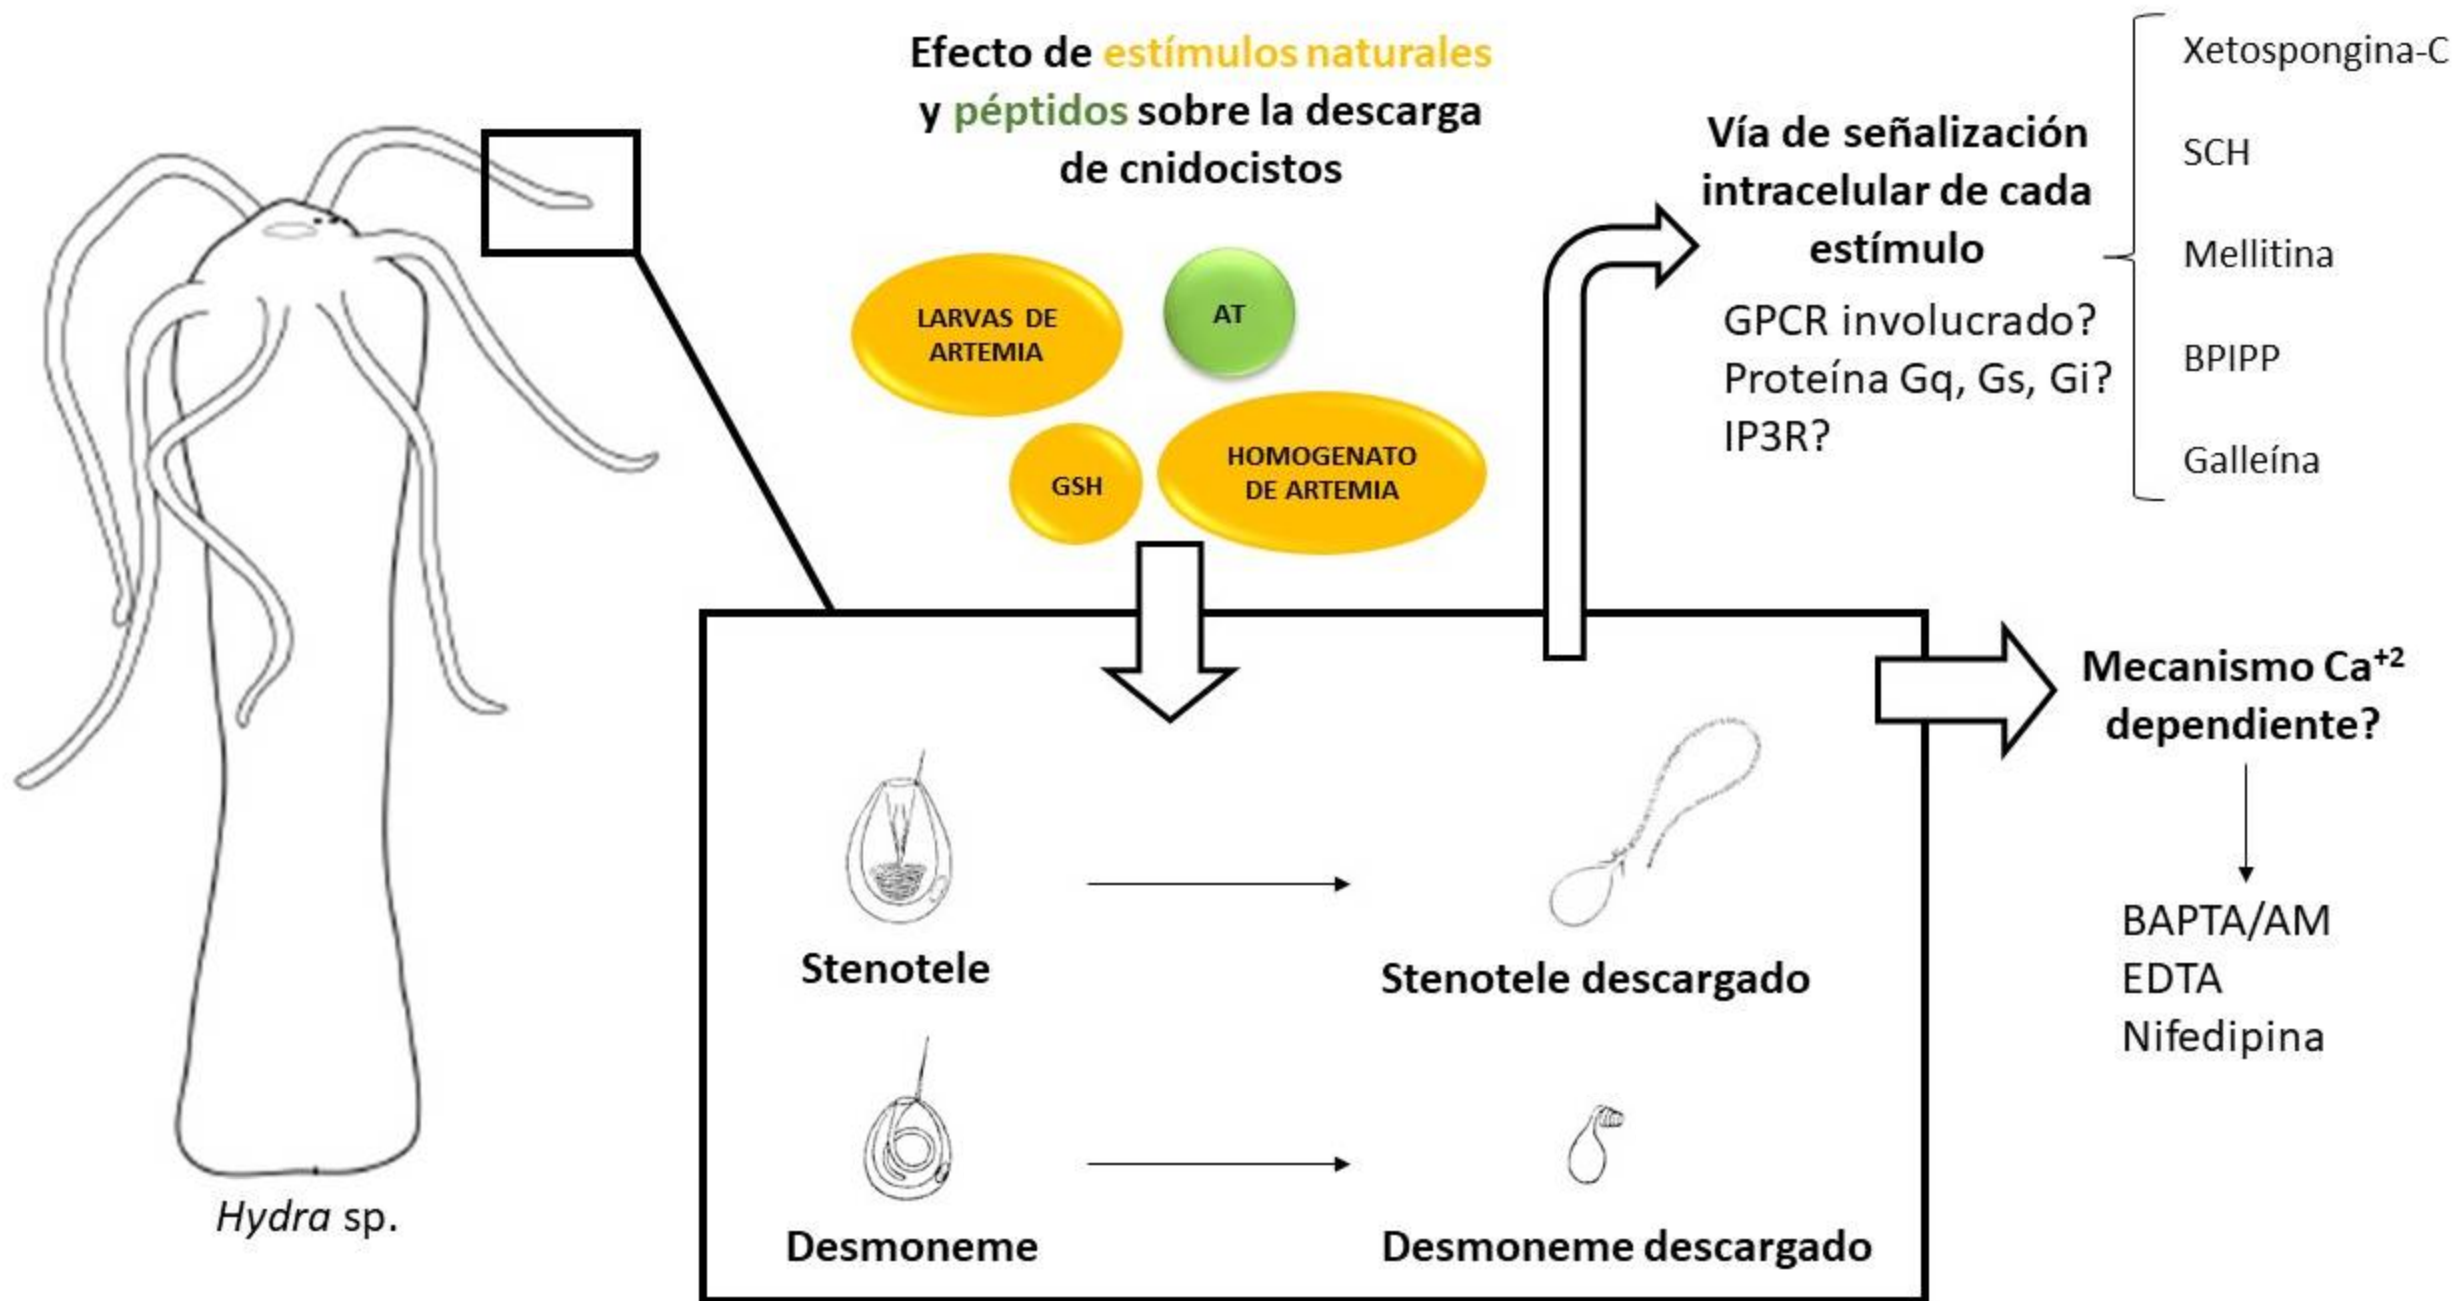 Efecto de estímulos naturales
y péptidos sobre la descarga
de cnidocistos
LARVAS DE
ARTEMIA
AT
GSH
HOMOGENATO
DE ARTEMIA
Vía de señalización
intracelular de cada
estímulo
GPCR involucrado?
Proteína Gq, Gs, Gi?
IP3R?
Xetospongina-C
SCH
Mellitina
BPIPP
Galleína
Mecanismo Ca⁺²
dependiente?
BAPTA/AM
EDTA
Nifedipina
Stenotele
Stenotele descargado
Desmoneme
Desmoneme descargado
Hydra sp.